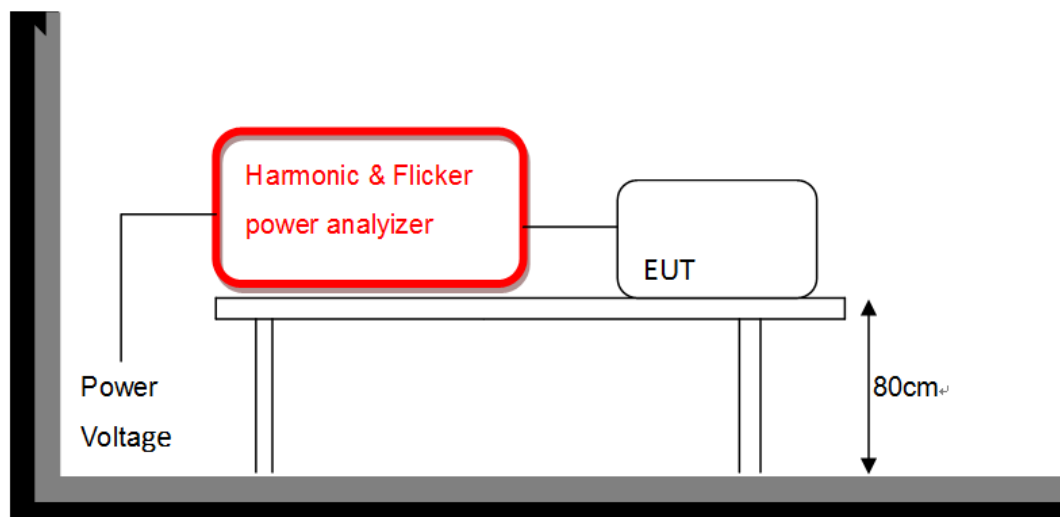 Harmonic & Flicker
power analyizer
EUT
Power
Voltage
80cm